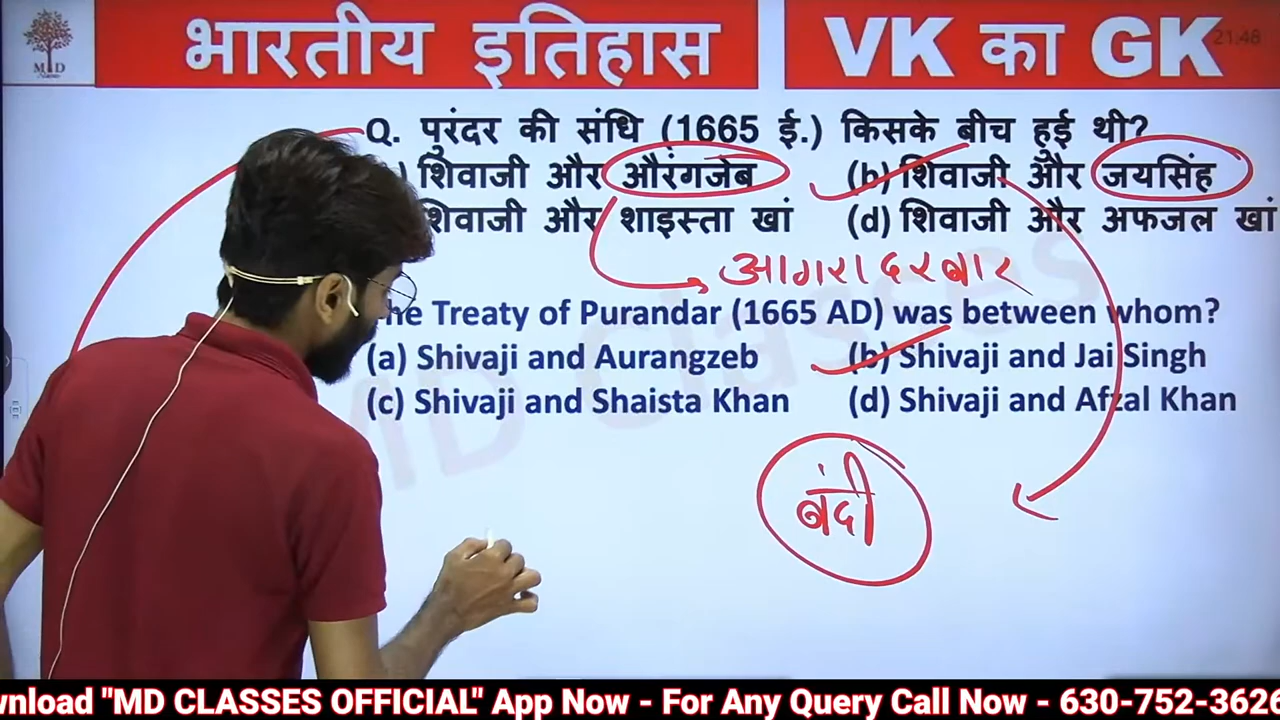 MD
भारतीय इतिहास
VK का GK
21:48
Q. पुरंदर की संधि (1665 ई.) किसके बीच हुई थी?
) शिवाजी और औरंगजेब (b) शिवाजी और जयसिंह
शिवाजी और शाइस्ता खां (d) शिवाजी और अफजल खां
आगरा दरबार
he Treaty of Purandar (1665 AD) was between whom?
(a) Shivaji and Aurangzeb (b) Shivaji and Jai Singh
(c) Shivaji and Shaista Khan (d) Shivaji and Afzal Khan
बंदी
MD Classes
wnload "MD CLASSES OFFICIAL" App Now - For Any Query Call Now - 630-752-3626